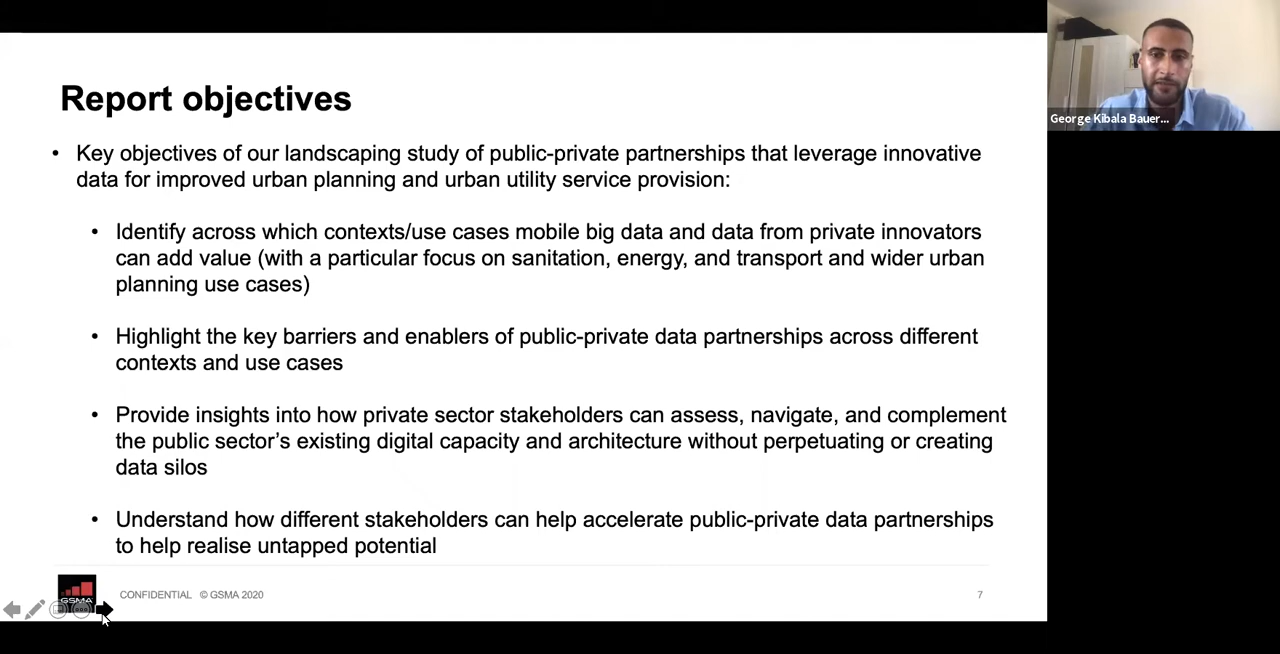 Report objectives
• Key objectives of our landscaping study of public-private partnerships that leverage innovative
data for improved urban planning and urban utility service provision:
• Identify across which contexts/use cases mobile big data and data from private innovators
can add value (with a particular focus on sanitation, energy, and transport and wider urban
planning use cases)
• Highlight the key barriers and enablers of public-private data partnerships across different
contexts and use cases
• Provide insights into how private sector stakeholders can assess, navigate, and complement
the public sector’s existing digital capacity and architecture without perpetuating or creating
data silos
• Understand how different stakeholders can help accelerate public-private data partnerships
to help realise untapped potential
GSMA
CONFIDENTIAL © GSMA 2020
7
George Kibala Bauer...